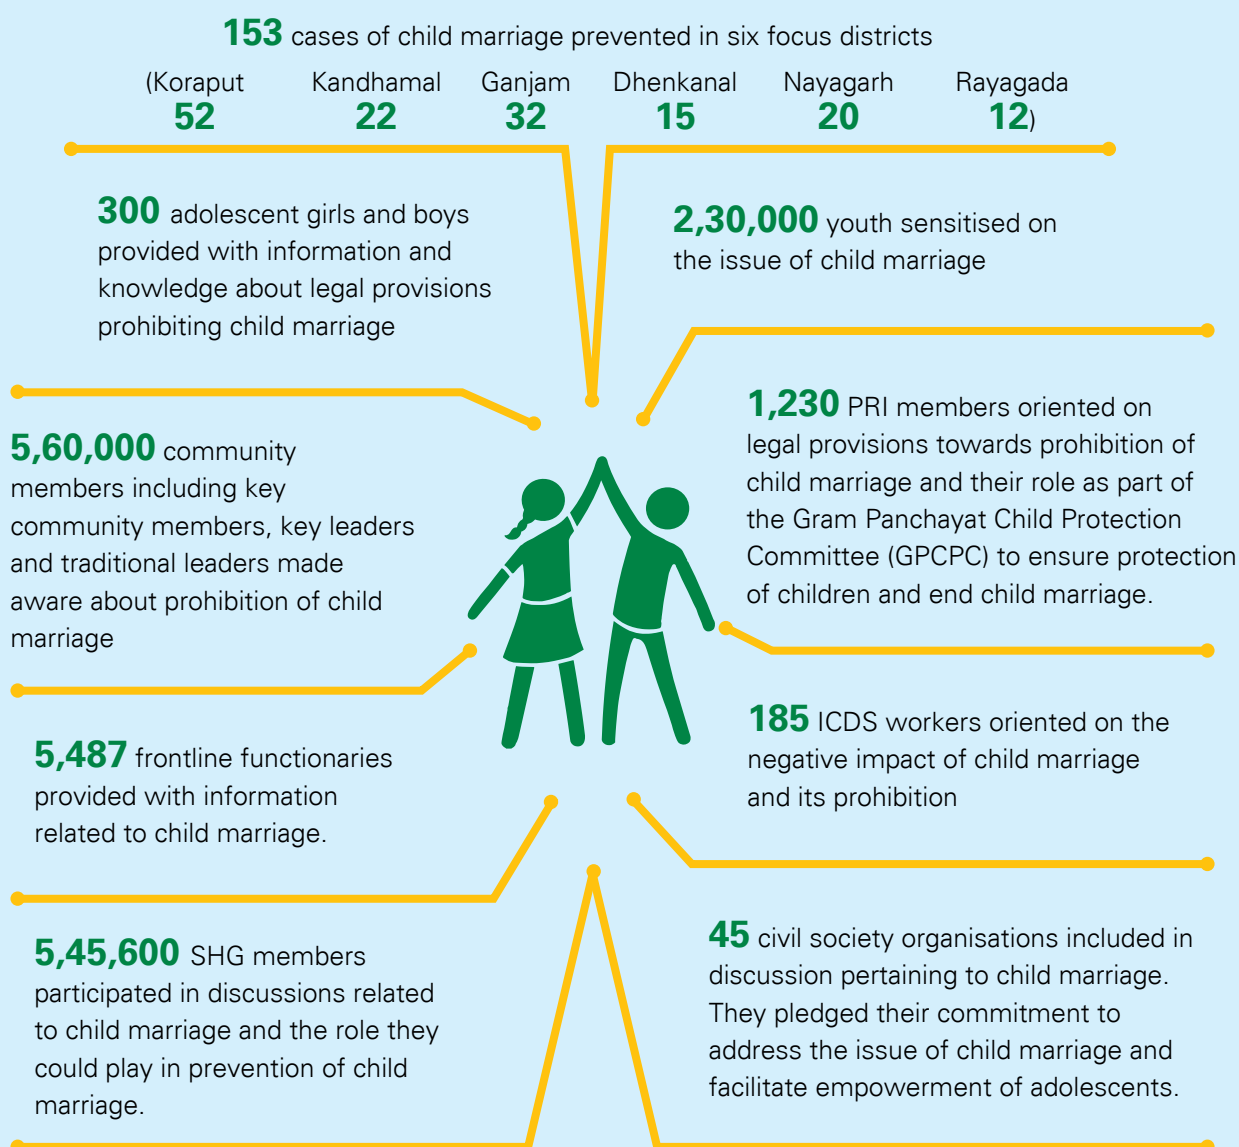 153 cases of child marriage prevented in six focus districts
(Koraput Kandhamal Ganjam Dhenkanal Nayagarh Rayagada
52 22 32 15 20 12)
300 adolescent girls and boys
provided with information and
knowledge about legal provisions
prohibiting child marriage
2,30,000 youth sensitised on
the issue of child marriage
5,60,000 community
members including key
community members, key leaders
and traditional leaders made
aware about prohibition of child
marriage
1,230 PRI members oriented on
legal provisions towards prohibition of
child marriage and their role as part of
the Gram Panchayat Child Protection
Committee (GPCPC) to ensure protection
of children and end child marriage.
5,487 frontline functionaries
provided with information
related to child marriage.
185 ICDS workers oriented on the
negative impact of child marriage
and its prohibition
5,45,600 SHG members
participated in discussions related
to child marriage and the role they
could play in prevention of child
marriage.
45 civil society organisations included in
discussion pertaining to child marriage.
They pledged their commitment to
address the issue of child marriage and
facilitate empowerment of adolescents.